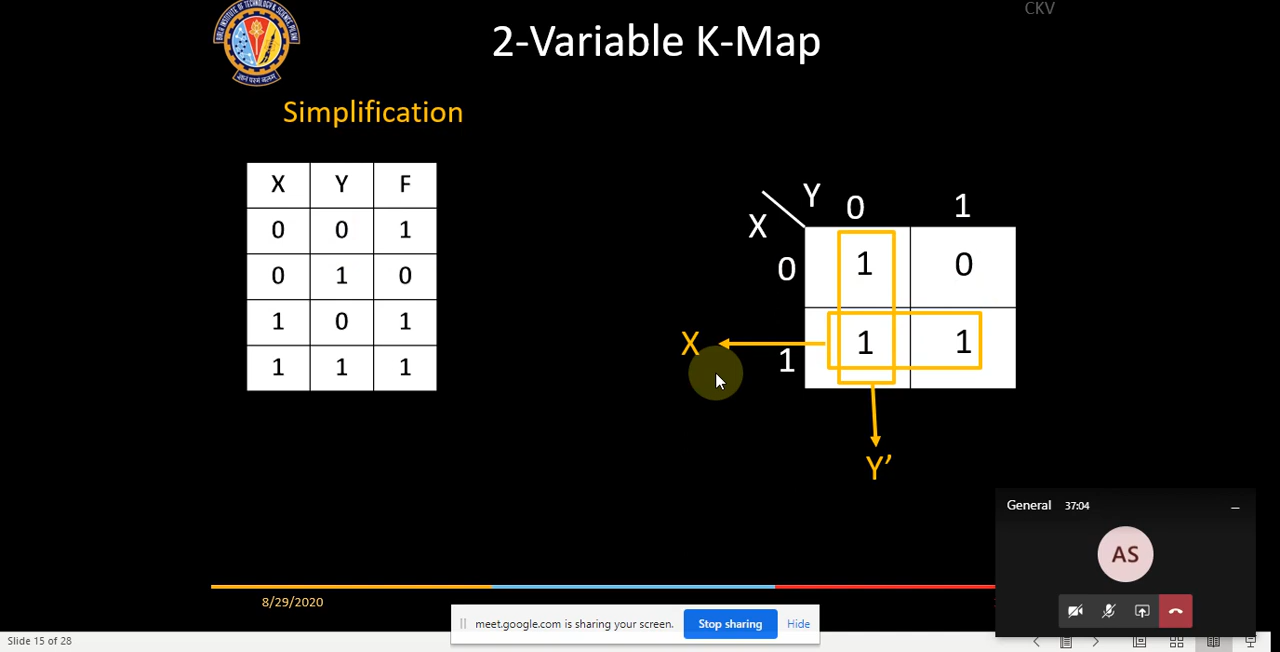 CKV
2-Variable K-Map
Simplification
X Y F
0 0 1
0 1 0
1 0 1
1 1 1
Y
X
0 1
0 1 0
1 1 1
X
Y’
General 37:04
AS
8/29/2020
meet.google.com is sharing your screen. Stop sharing Hide
Slide 15 of 28